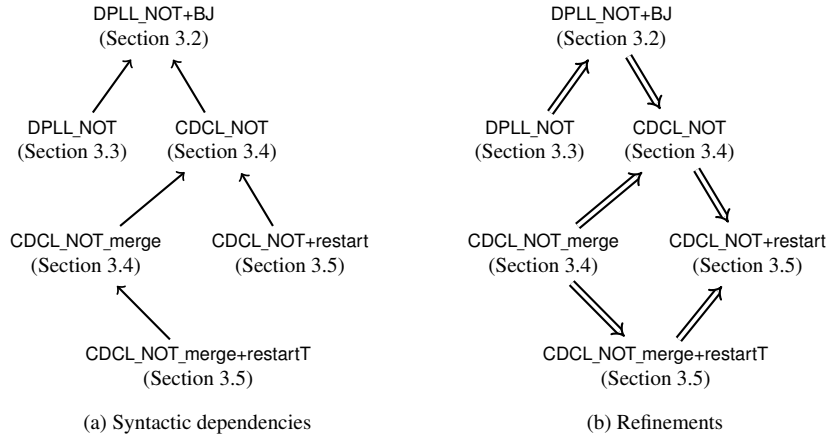 DPLL_NOT+BJ
(Section 3.2)
DPLL_NOT
(Section 3.3)
CDCL_NOT
(Section 3.4)
CDCL_NOT_merge
(Section 3.4)
CDCL_NOT+restart
(Section 3.5)
CDCL_NOT_merge+restartT
(Section 3.5)
(a) Syntactic dependencies
DPLL_NOT+BJ
(Section 3.2)
DPLL_NOT
(Section 3.3)
CDCL_NOT
(Section 3.4)
CDCL_NOT_merge
(Section 3.4)
CDCL_NOT+restart
(Section 3.5)
CDCL_NOT_merge+restartT
(Section 3.5)
(b) Refinements